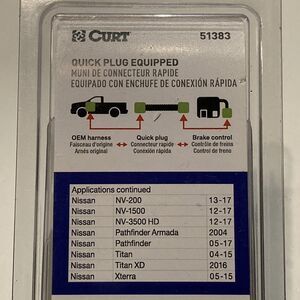 CURT 51383
QUICK PLUG EQUIPPED
MUNI DE CONNECTEUR RAPIDE
EQUIPADO CON ENCHUFE DE CONEXIÓN RÁPIDA
OEM harness Quick plug Brake control
Faisceau d'origine Connecteur rapide Contrôle de freins
Arnés original Conexión rápida Control de freno
Applications continued
Nissan NV-200 13-17
Nissan NV-1500 12-17
Nissan NV-3500 HD 12-17
Nissan Pathfinder Armada 2004
Nissan Pathfinder 05-17
Nissan Titan 04-15
Nissan Titan XD 2016
Nissan Xterra 05-15